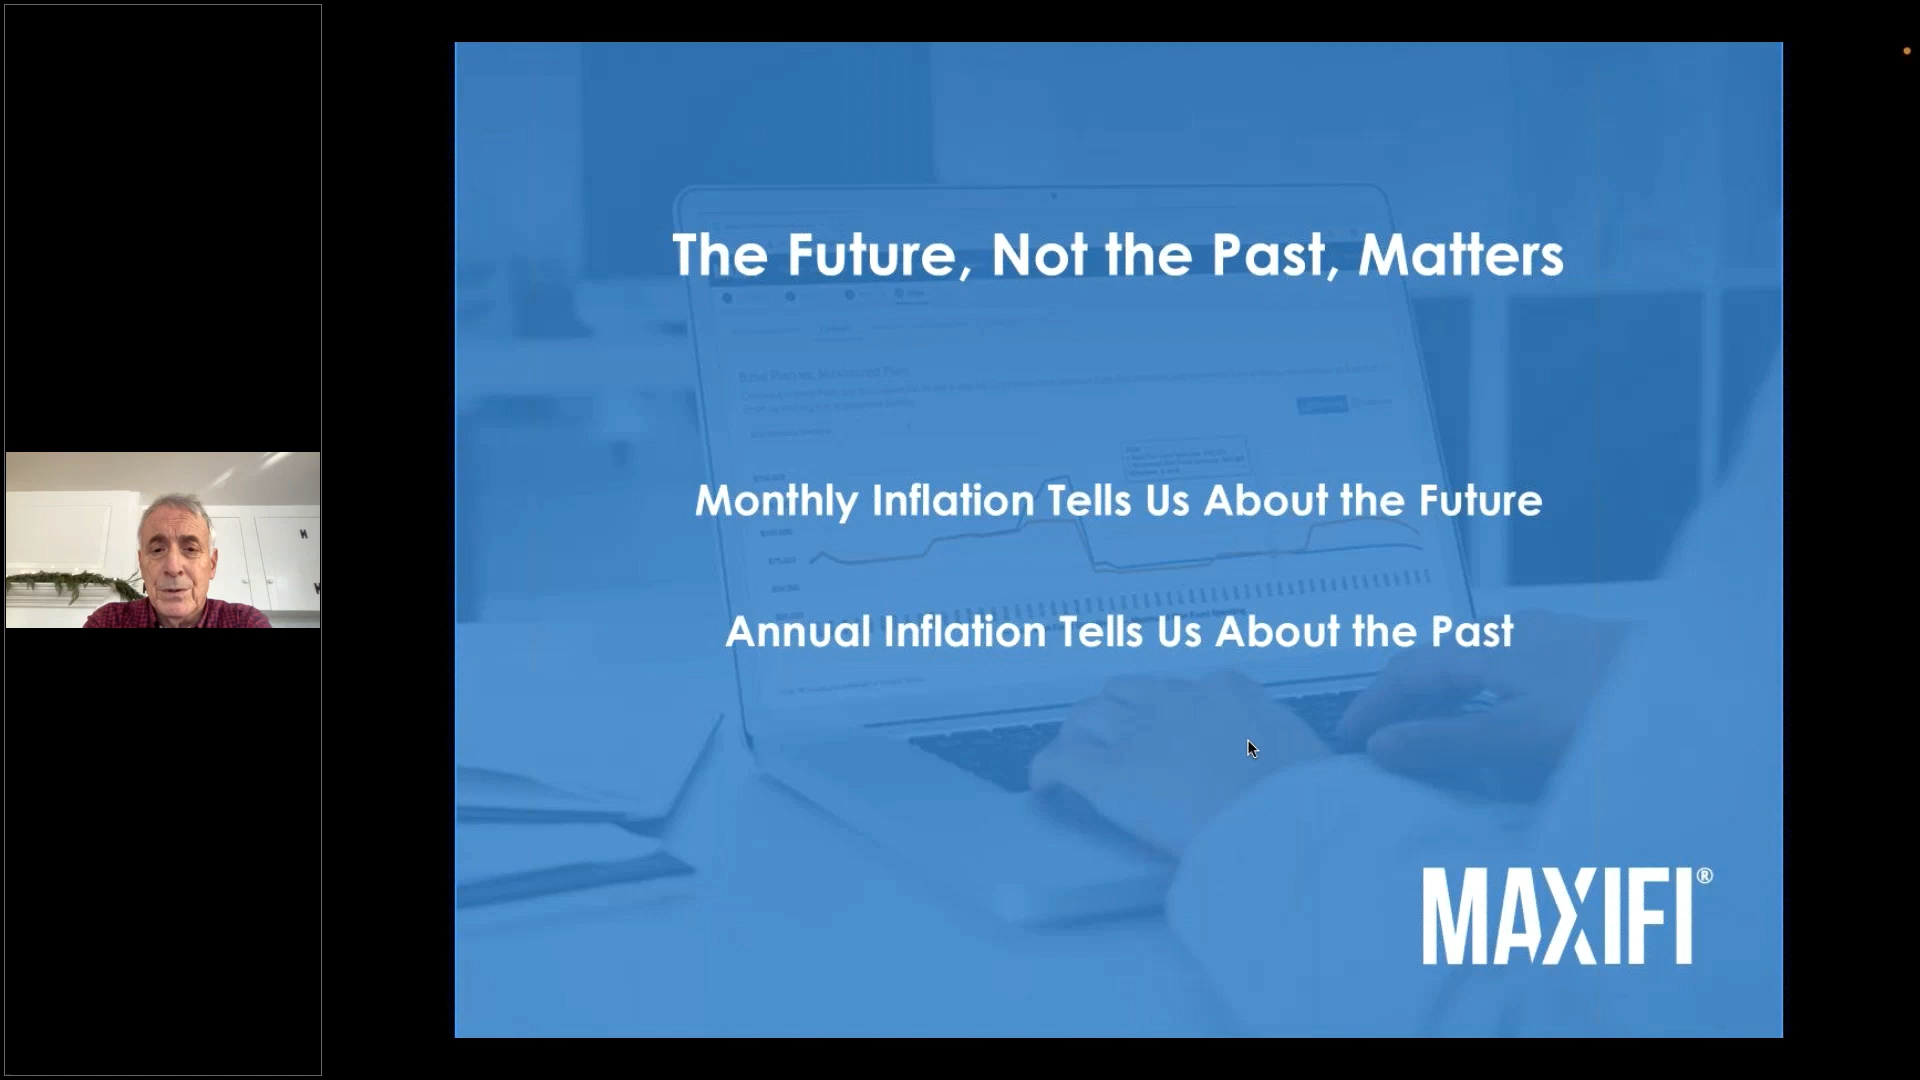 The Future, Not the Past, Matters
Monthly Inflation Tells Us About the Future
Annual Inflation Tells Us About the Past
MAXIFI®